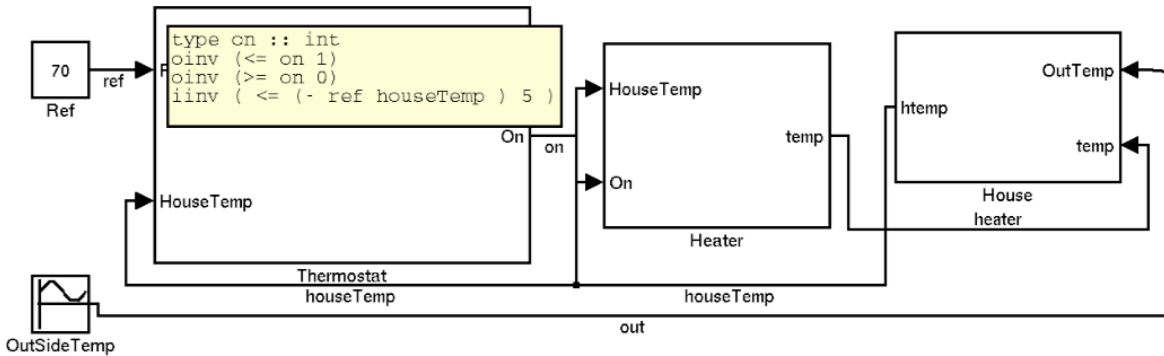 type on :: int
oinv (<= on 1)
oinv (>= on 0)
iinv ( <= (- ref houseTemp ) 5 )
70
ref
Ref
HouseTemp
On
on
Thermostat
houseTemp
HouseTemp
On
temp
Heater
houseTemp
OutTemp
htemp
temp
House
heater
OutSideTemp
out